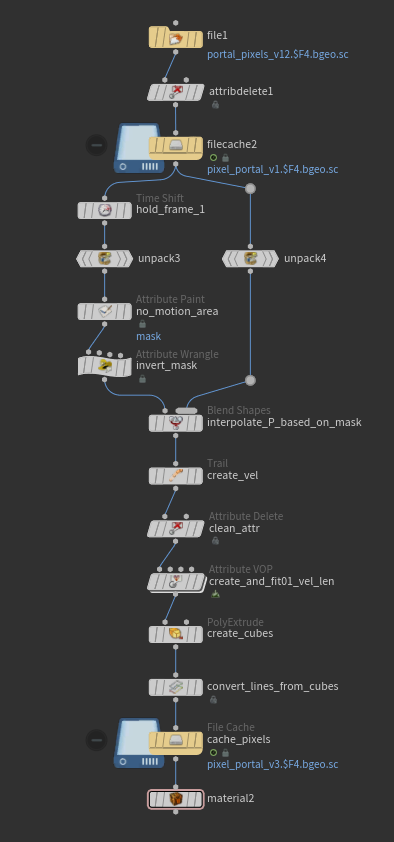 file1
portal_pixels_v12.$F4.bgeo.sc
attribdelete1
filecache2
pixel_portal_v1.$F4.bgeo.sc
Time Shift
hold_frame_1
unpack3
unpack4
Attribute Paint
no_motion_area
mask
Attribute Wrangle
invert_mask
Blend Shapes
interpolate_P_based_on_mask
Trail
create_vel
Attribute Delete
clean_attr
Attribute VOP
create_and_fit01_vel_len
PolyExtrude
create_cubes
convert_lines_from_cubes
File Cache
cache_pixels
pixel_portal_v3.$F4.bgeo.sc
material2